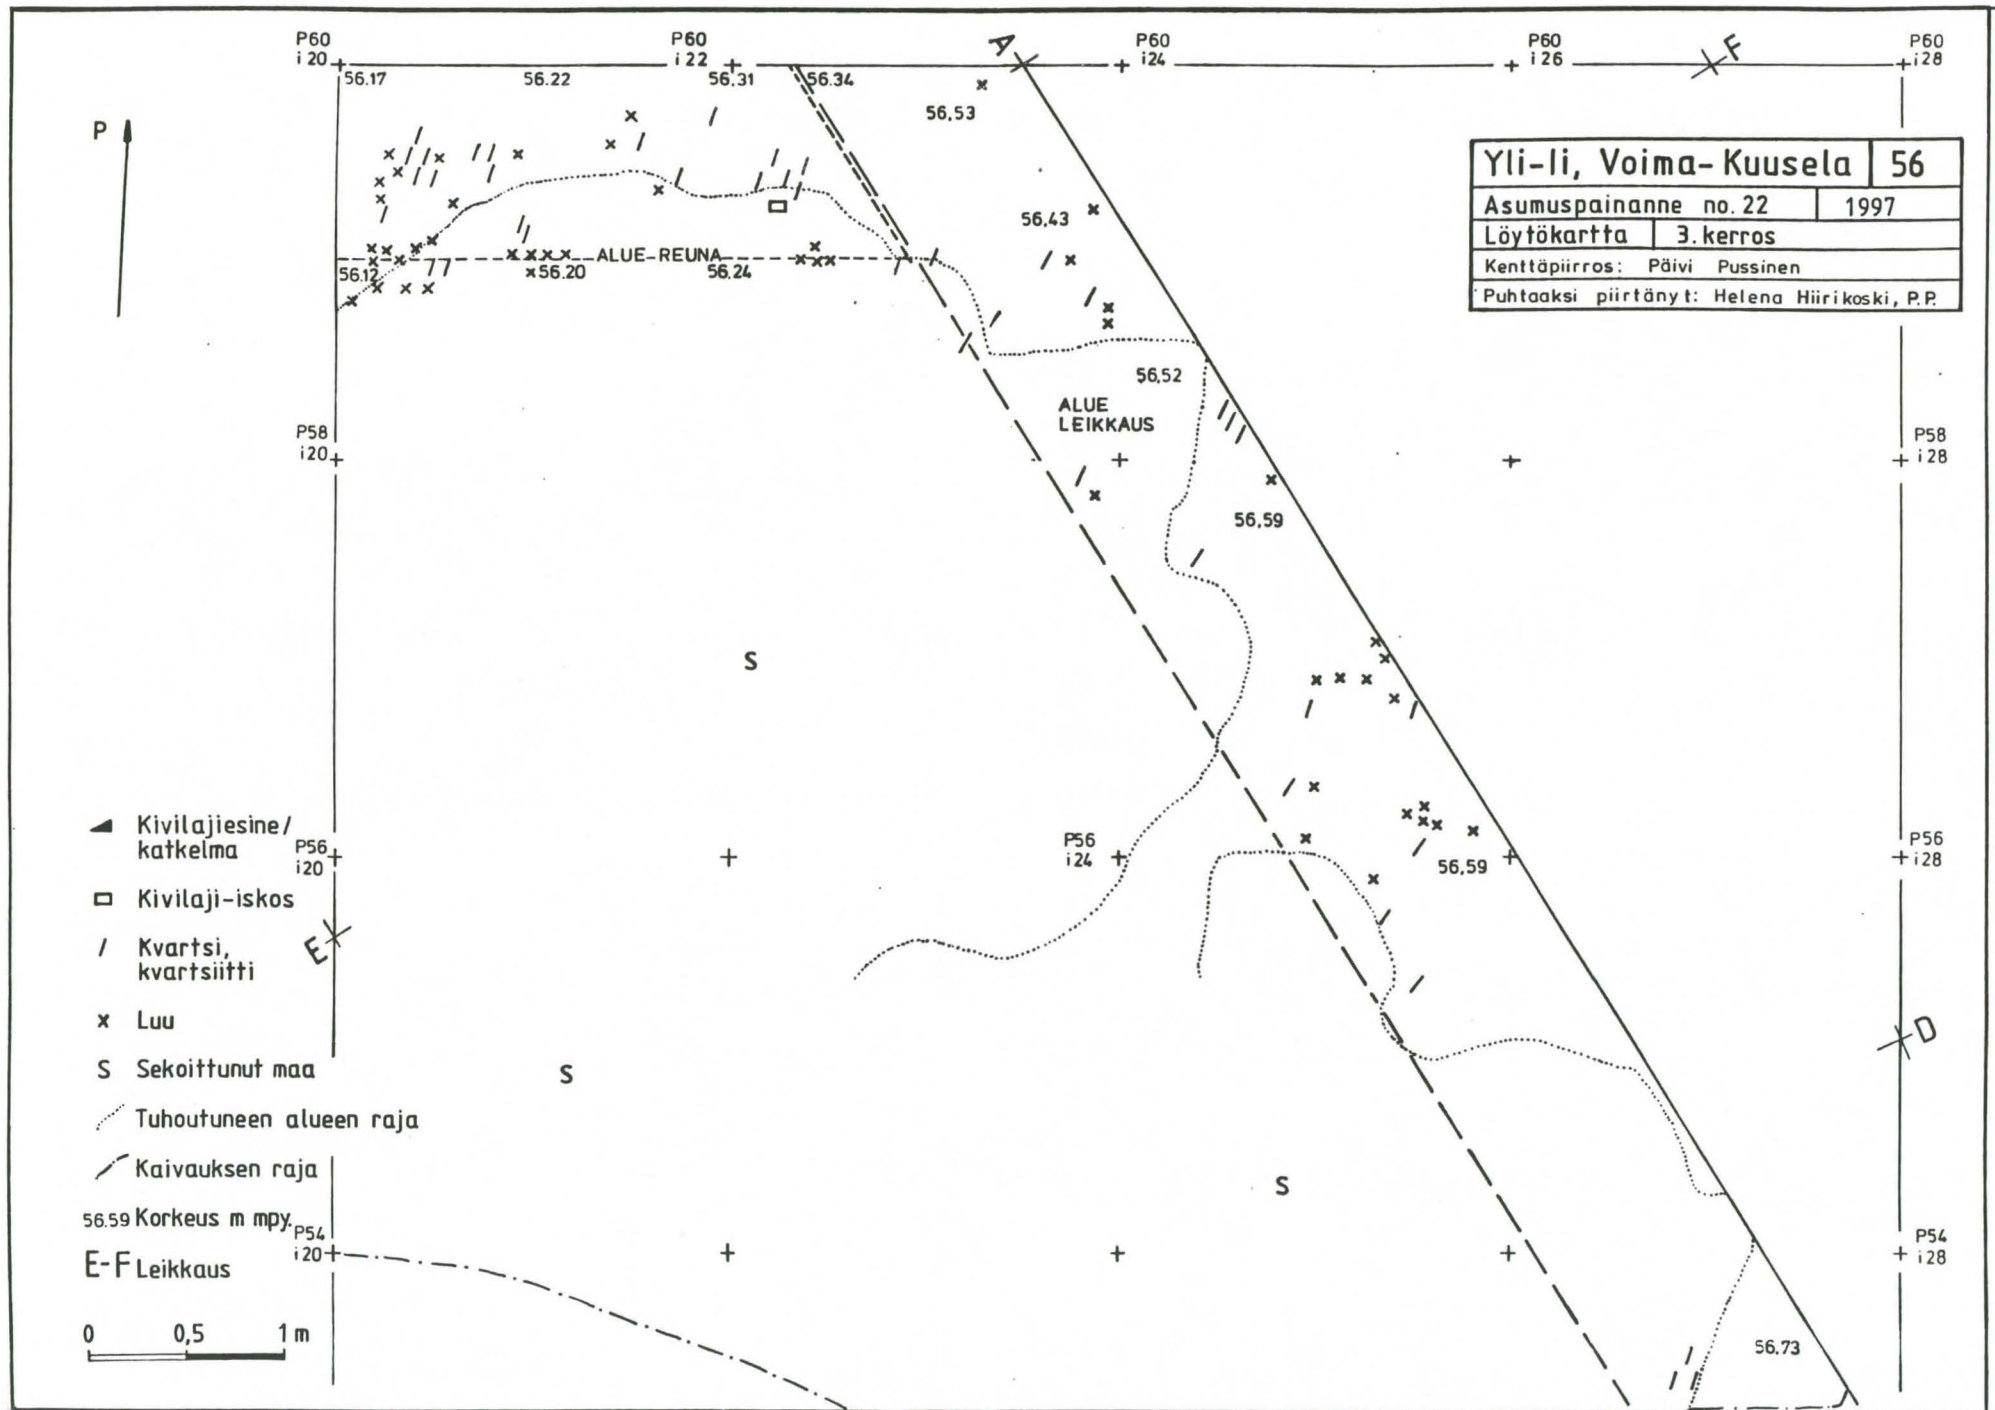 P60
i20
P60
i22
A
P60
i24
P60
i26
F
P60
i28
56.17
56.22
56.31
56.34
56,53
P
Yli-Ii, Voima-Kuusela 56
Asumuspainanne no. 22 1997
Löytökartta 3. kerros
Kenttäpiirros: Päivi Pussinen
Puhtaaksi piirtänyt: Helena Hiirikoski, P.P.
56,43
ALUE-REUNA
56.12
56.20
56.24
56,52
ALUE
LEIKKAUS
P58
i20
P58
i28
56,59
S
Kivilajiesine/
katkelma
P56
i20
P56
i24
56,59
P56
i28
Kivilaji-iskos
E
Kvartsi,
kvartsiitti
x Luu
D
S Sekoittunut maa
S
Tuhoutuneen alueen raja
Kaivauksen raja
S
56.59 Korkeus m mpy.
P54
i20
P54
i28
E-F Leikkaus
0 0,5 1 m
56.73